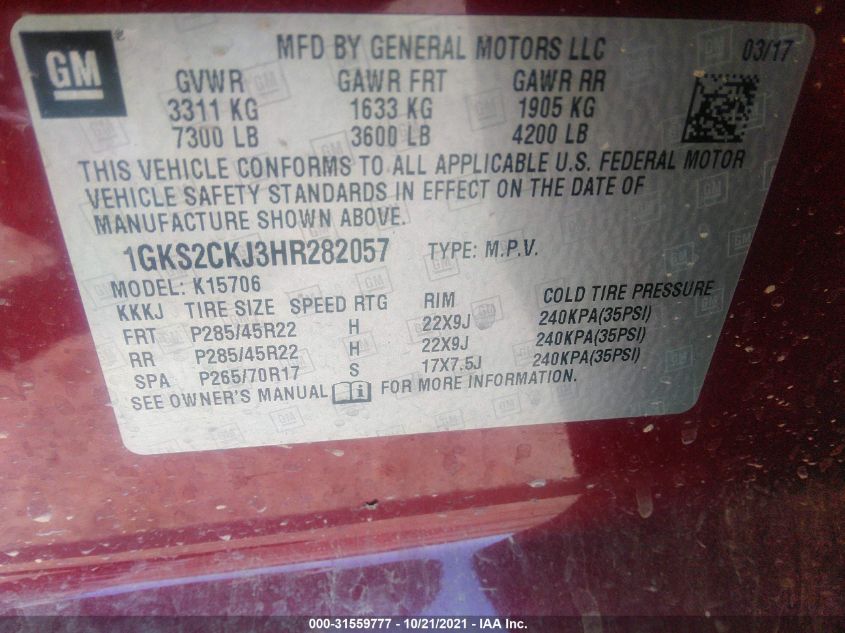 GM
MFD BY GENERAL MOTORS LLC 03/17
GVWR GAWR FRT GAWR RR
3311 KG 1633 KG 1905 KG
7300 LB 3600 LB 4200 LB
THIS VEHICLE CONFORMS TO ALL APPLICABLE U.S. FEDERAL MOTOR
VEHICLE SAFETY STANDARDS IN EFFECT ON THE DATE OF
MANUFACTURE SHOWN ABOVE.
1GKS2CKJ3HR282057 TYPE: M.P.V.
MODEL: K15706
KKKJ TIRE SIZE SPEED RTG RIM COLD TIRE PRESSURE
FRT P285/45R22 H 22X9J 240KPA(35PSI)
RR P285/45R22 H 22X9J 240KPA(35PSI)
SPA P265/70R17 S 17X7.5J 240KPA(35PSI)
SEE OWNER'S MANUAL FOR MORE INFORMATION.
000-31559777 - 10/21/2021 - IAA Inc.